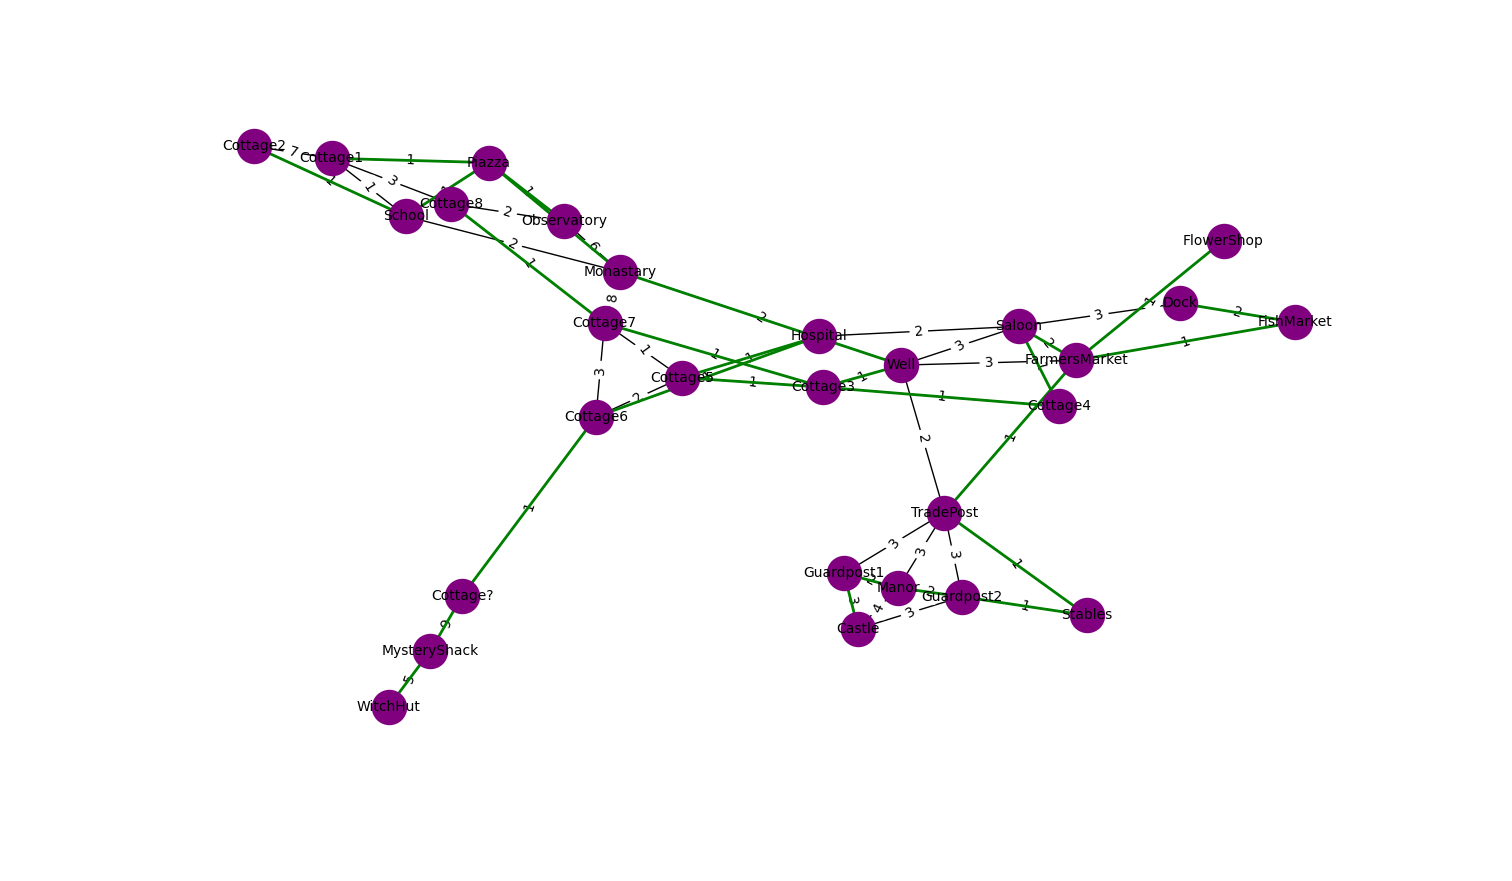 Cottage2
7
Cottage1
1
Piazza
1
3
1
1
Cottage8
School
2
Observatory
2
6
1
Monastary
8
Cottage7
2
Hospital
2
Saloon
3
Dock
2
FishMarket
FlowerShop
1
1
FarmersMarket
2
3
3
Well
1
1
1
1
Cottage5
1
Cottage3
1
Cottage4
3
2
Cottage6
2
1
1
TradePost
3
3
3
1
Guardpost1
2
Manor
2
Guardpost2
1
Stables
3
4
3
Castle
Cottage?
9
MysteryShack
5
WitchHut